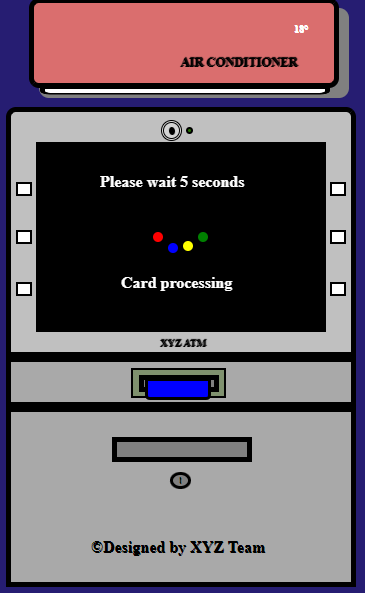 18°
AIR CONDITIONER
Please wait 5 seconds
Card processing
XYZ ATM
©Designed by XYZ Team